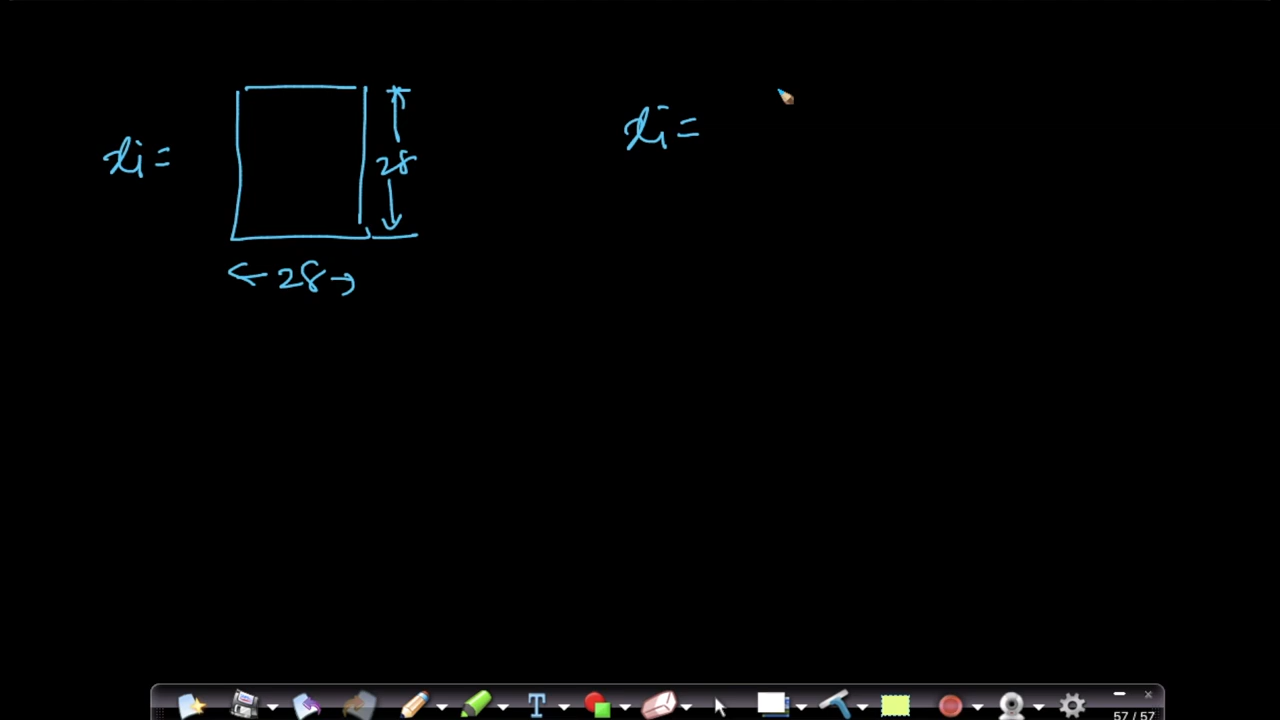 xi =
28
← 28 →
xi =
57 / 57